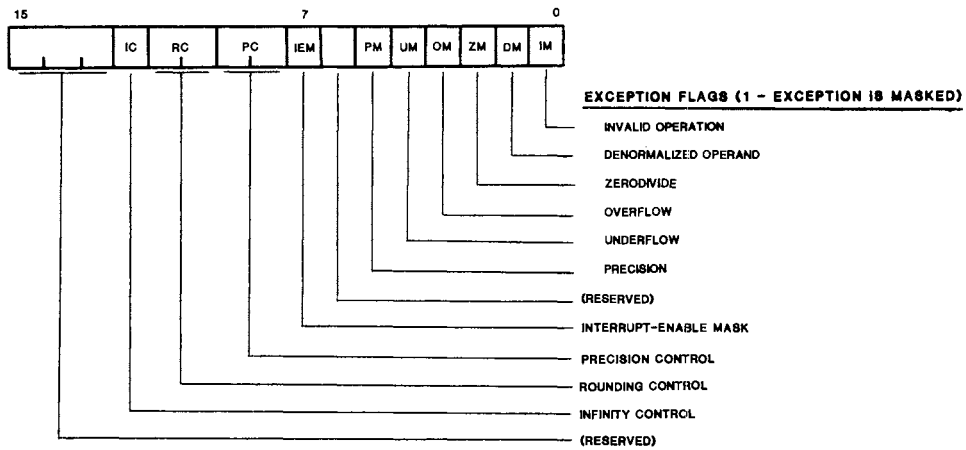 15 7 0
IC RC PC IEM PM UM OM ZM DM IM
EXCEPTION FLAGS (1 - EXCEPTION IS MASKED)
INVALID OPERATION
DENORMALIZED OPERAND
ZERODIVIDE
OVERFLOW
UNDERFLOW
PRECISION
(RESERVED)
INTERRUPT-ENABLE MASK
PRECISION CONTROL
ROUNDING CONTROL
INFINITY CONTROL
(RESERVED)